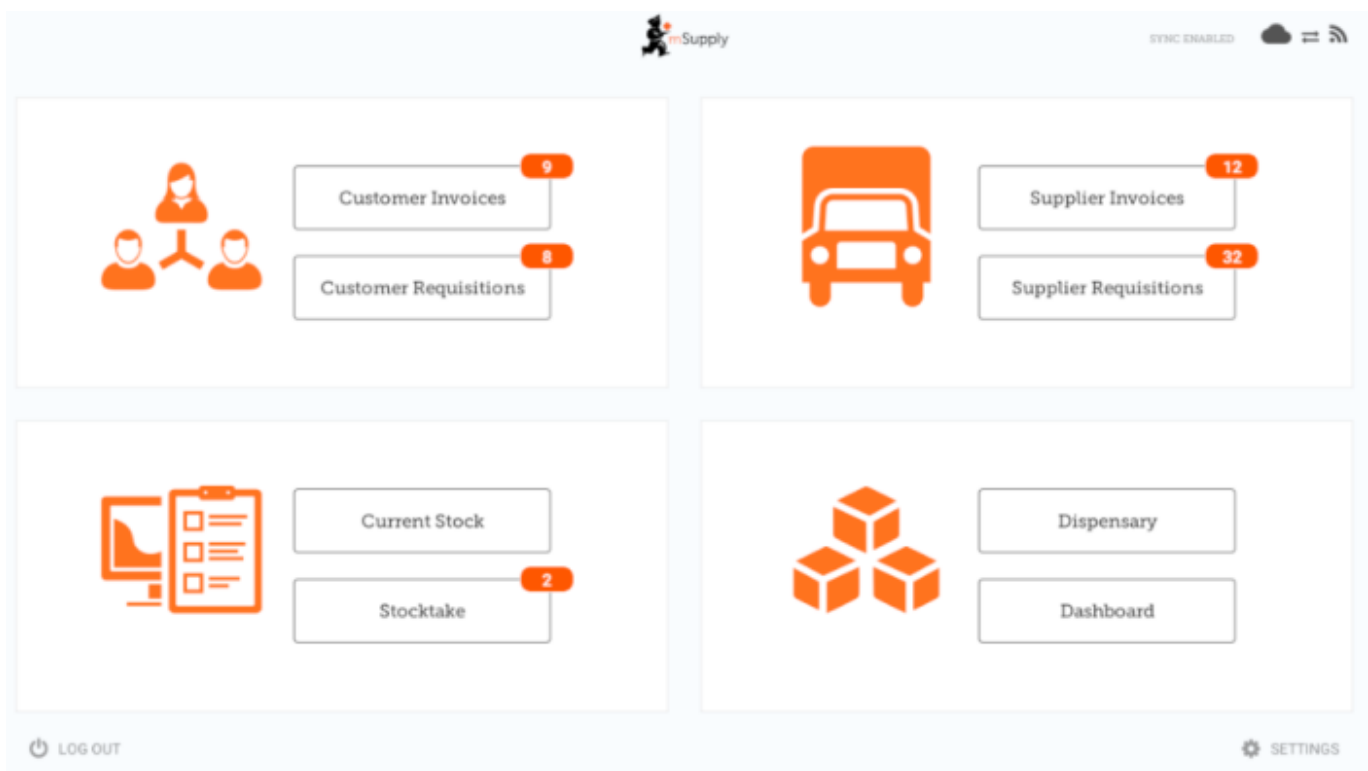 mSupply
SYNC ENABLED
9
Customer Invoices
8
Customer Requisitions
12
Supplier Invoices
32
Supplier Requisitions
Current Stock
2
Stocktake
Dispensary
Dashboard
LOG OUT
SETTINGS